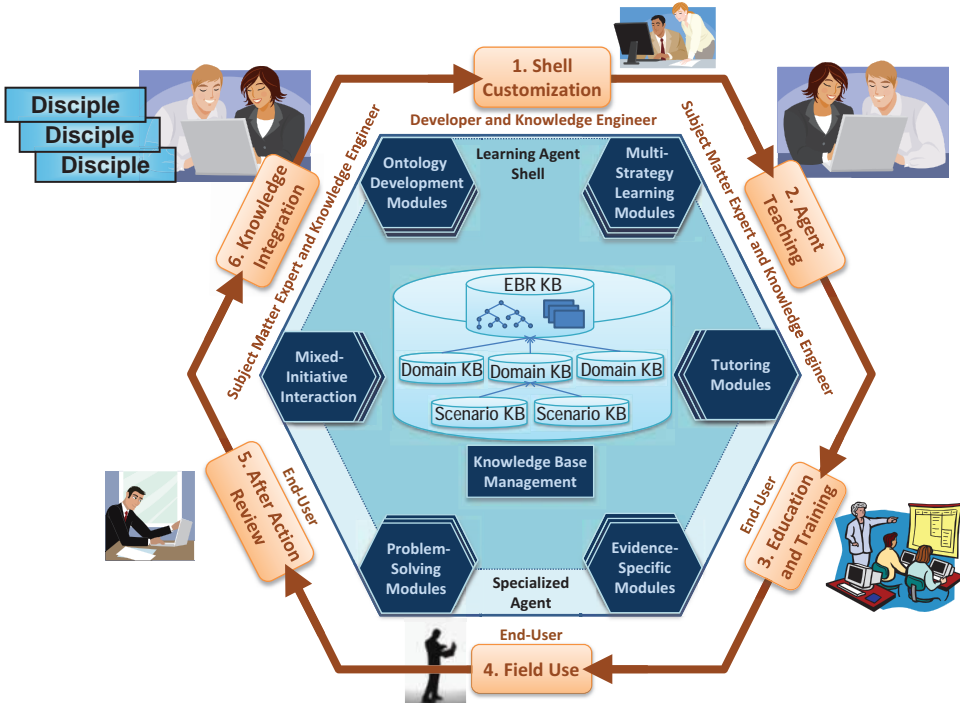 1. Shell
Customization
Developer and Knowledge Engineer
Disciple
Disciple
Disciple
Subject Matter Expert and Knowledge Engineer
2. Agent
Teaching
Subject Matter Expert and Knowledge Engineer
6. Knowledge
Integration
Ontology
Development
Modules
Learning Agent
Shell
Multi-
Strategy
Learning
Modules
EBR KB
Domain KB
Domain KB
Domain KB
Scenario KB
Scenario KB
Mixed-
Initiative
Interaction
Tutoring
Modules
Knowledge Base
Management
5. After Action
Review
End-User
End-User
3. Education
and Training
Problem-
Solving
Modules
Evidence-
Specific
Modules
Specialized
Agent
End-User
4. Field Use